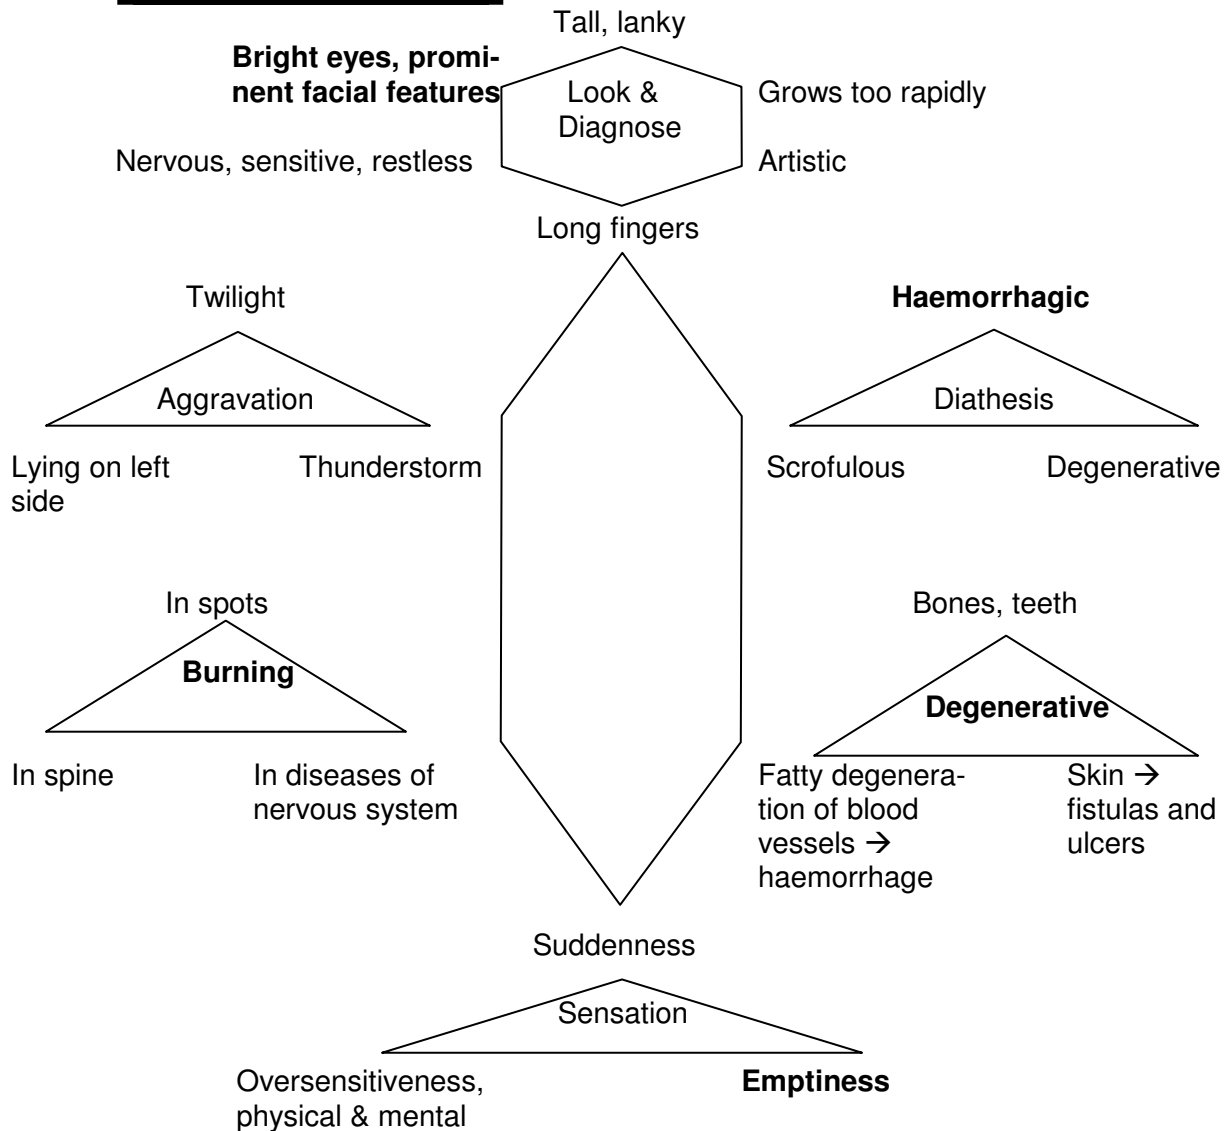 Tall, lanky
Bright eyes, promi-
nent facial features
Look &
Diagnose
Grows too rapidly
Nervous, sensitive, restless
Artistic
Long fingers
Twilight
Aggravation
Lying on left
side
Thunderstorm
Haemorrhagic
Diathesis
Scrofulous
Degenerative
In spots
Burning
In spine
In diseases of
nervous system
Bones, teeth
Degenerative
Fatty degenera-
tion of blood
vessels →
haemorrhage
Skin →
fistulas and
ulcers
Suddenness
Sensation
Oversensitiveness,
physical & mental
Emptiness